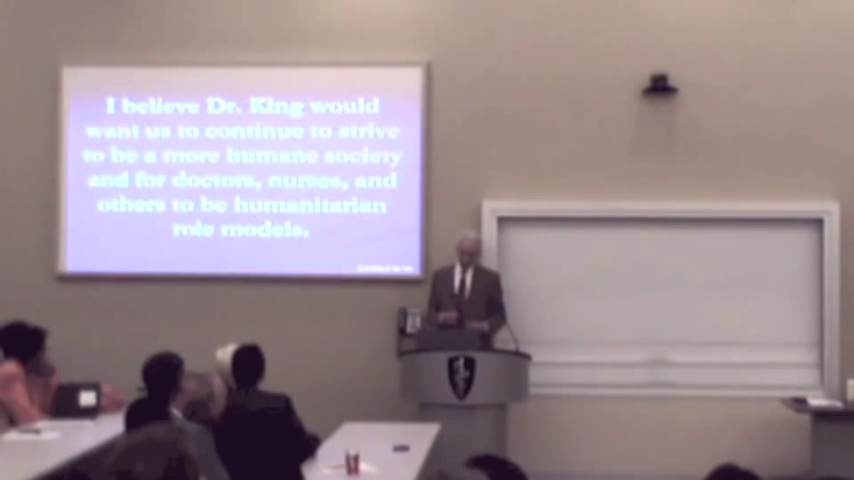 I believe Dr. King would
want us to continue to strive
to be a more humane society
and for doctors, nurses, and
others to be humanitarian
role models.